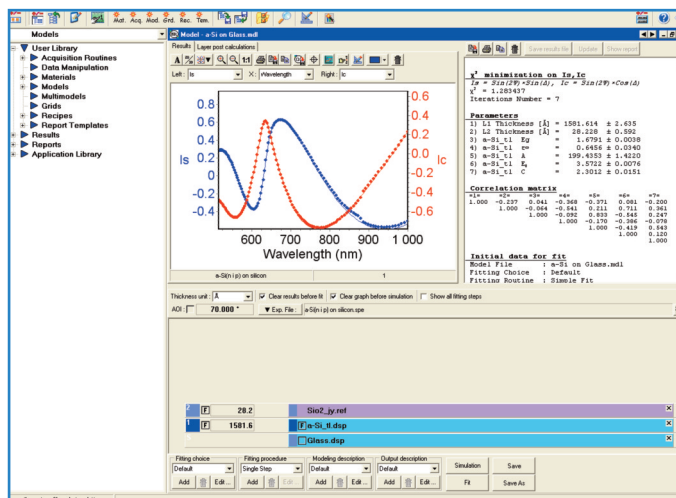 Mat. Acq. Mod. Grd. Rec. Tem.
Models
User Library
Acquisition Routines
Data Manipulation
Materials
Models
Multimodels
Grids
Recipes
Report Templates
Results
Reports
Application Library
Model - a-Si on Glass.mdl
Results Layer post calculations
1:1
Left : Is X : Wavelength Right : Ic
0.8
0.6
0.4
0.2
0.0
-0.2
-0.4
Is
0.6
0.4
0.2
-0.0
-0.2
-0.4
-0.6
Ic
600 700 800 900 1 000
Wavelength (nm)
a-Si(n i p) on silicon 1
Save results file Update Show report
χ² minimization on Is,Ic
Is = Sin(2Ψ)*Sin(Δ), Ic = Sin(2Ψ)*Cos(Δ)
χ² = 1.283437
Iterations Number = 7
Parameters
1) L1 Thickness [Å] = 1581.614 ± 2.635
2) L2 Thickness [Å] = 28.228 ± 0.592
3) a-Si_tl Eg = 1.6791 ± 0.0038
4) a-Si_tl ε∞ = 0.6456 ± 0.0340
5) a-Si_tl A = 199.4353 ± 1.4220
6) a-Si_tl E₀ = 3.5722 ± 0.0076
7) a-Si_tl C = 2.3012 ± 0.0151
Correlation matrix
=1= =2= =3= =4= =5= =6= =7=
1.000 -0.237 0.041 -0.368 -0.371 0.081 -0.200
1.000 -0.064 -0.541 0.211 0.711 0.361
1.000 -0.092 0.833 -0.545 0.247
1.000 -0.170 -0.386 -0.078
1.000 -0.419 0.543
1.000 0.120
1.000
Initial data for fit
Model File : a-Si on Glass.mdl
Fitting Choice : Default
Fitting Routine : Simple Fit
Thickness unit : Å Clear results before fit Clear graph before simulation Show all fitting steps
AOI : 70.000 ° Exp. File : a-Si(n i p) on silicon.spe
2 F 28.2 Sio2_jy.ref
1 F 1581.6 F a-Si_tl.dsp
Glass.dsp
Fitting choice Fitting procedure Modeling description Output description
Default Single Step Default Default Simulation Save
Add Edit... Add Edit... Add Edit... Add Edit... Fit Save As